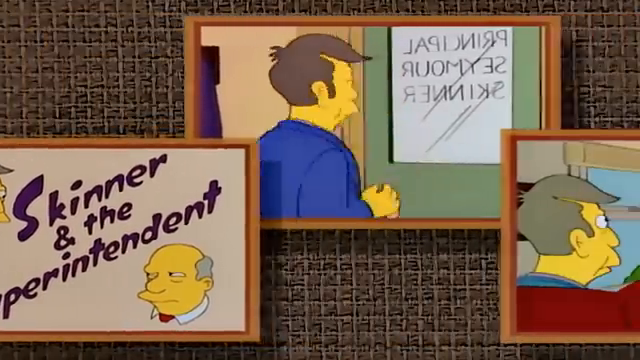 PRINCIPAL
SEYMOUR
SKINNER
Skinner
& the
perintendent